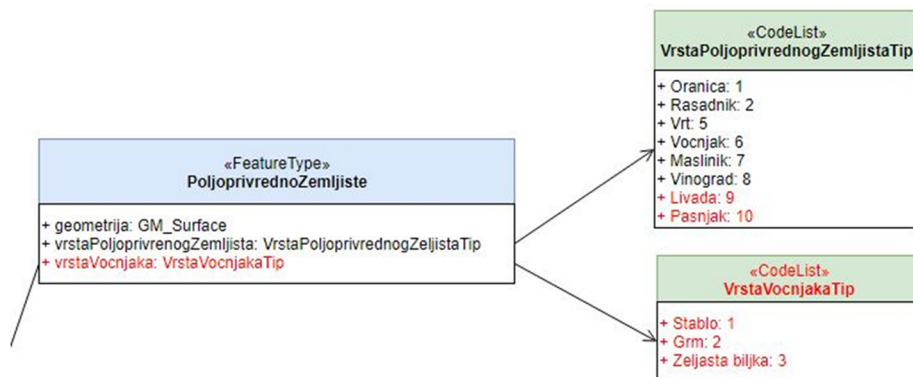 «FeatureType»
PoljoprivrednoZemljiste
+ geometrija: GM_Surface
+ vrstaPoljoprivrenogZemljista: VrstaPoljoprivrednogZeljistaTip
+ vrstaVocnjaka: VrstaVocnjakaTip
«CodeList»
VrstaPoljoprivrednogZemljistaTip
+ Oranica: 1
+ Rasadnik: 2
+ Vrt: 5
+ Vocnjak: 6
+ Maslinik: 7
+ Vinograd: 8
+ Livada: 9
+ Pasnjak: 10
«CodeList»
VrstaVocnjakaTip
+ Stablo: 1
+ Grm: 2
+ Zeljasta biljka: 3